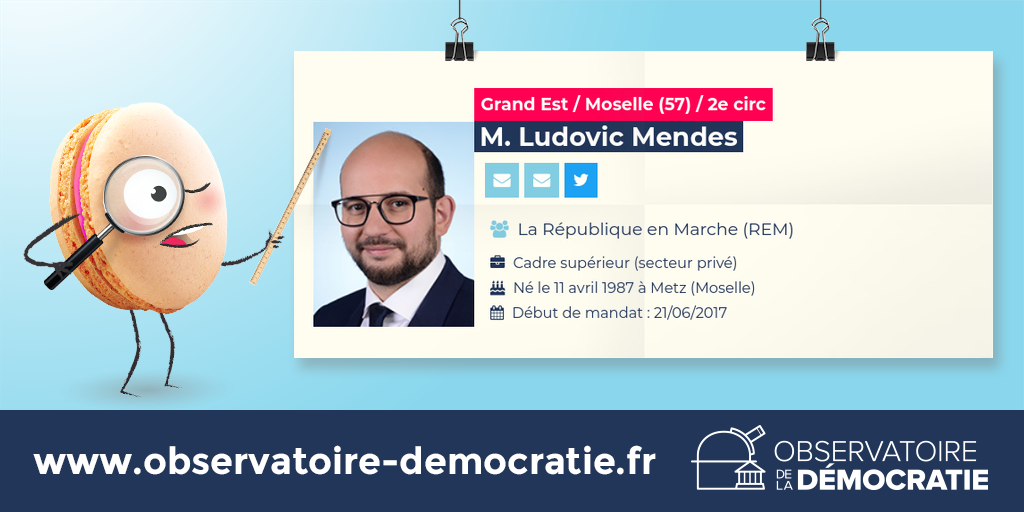 Grand Est / Moselle (57) / 2e circ
M. Ludovic Mendes
La République en Marche (REM)
Cadre supérieur (secteur privé)
Né le 11 avril 1987 à Metz (Moselle)
Début de mandat : 21/06/2017
www.observatoire-democratie.fr
OBSERVATOIRE
DE LA DÉMOCRATIE